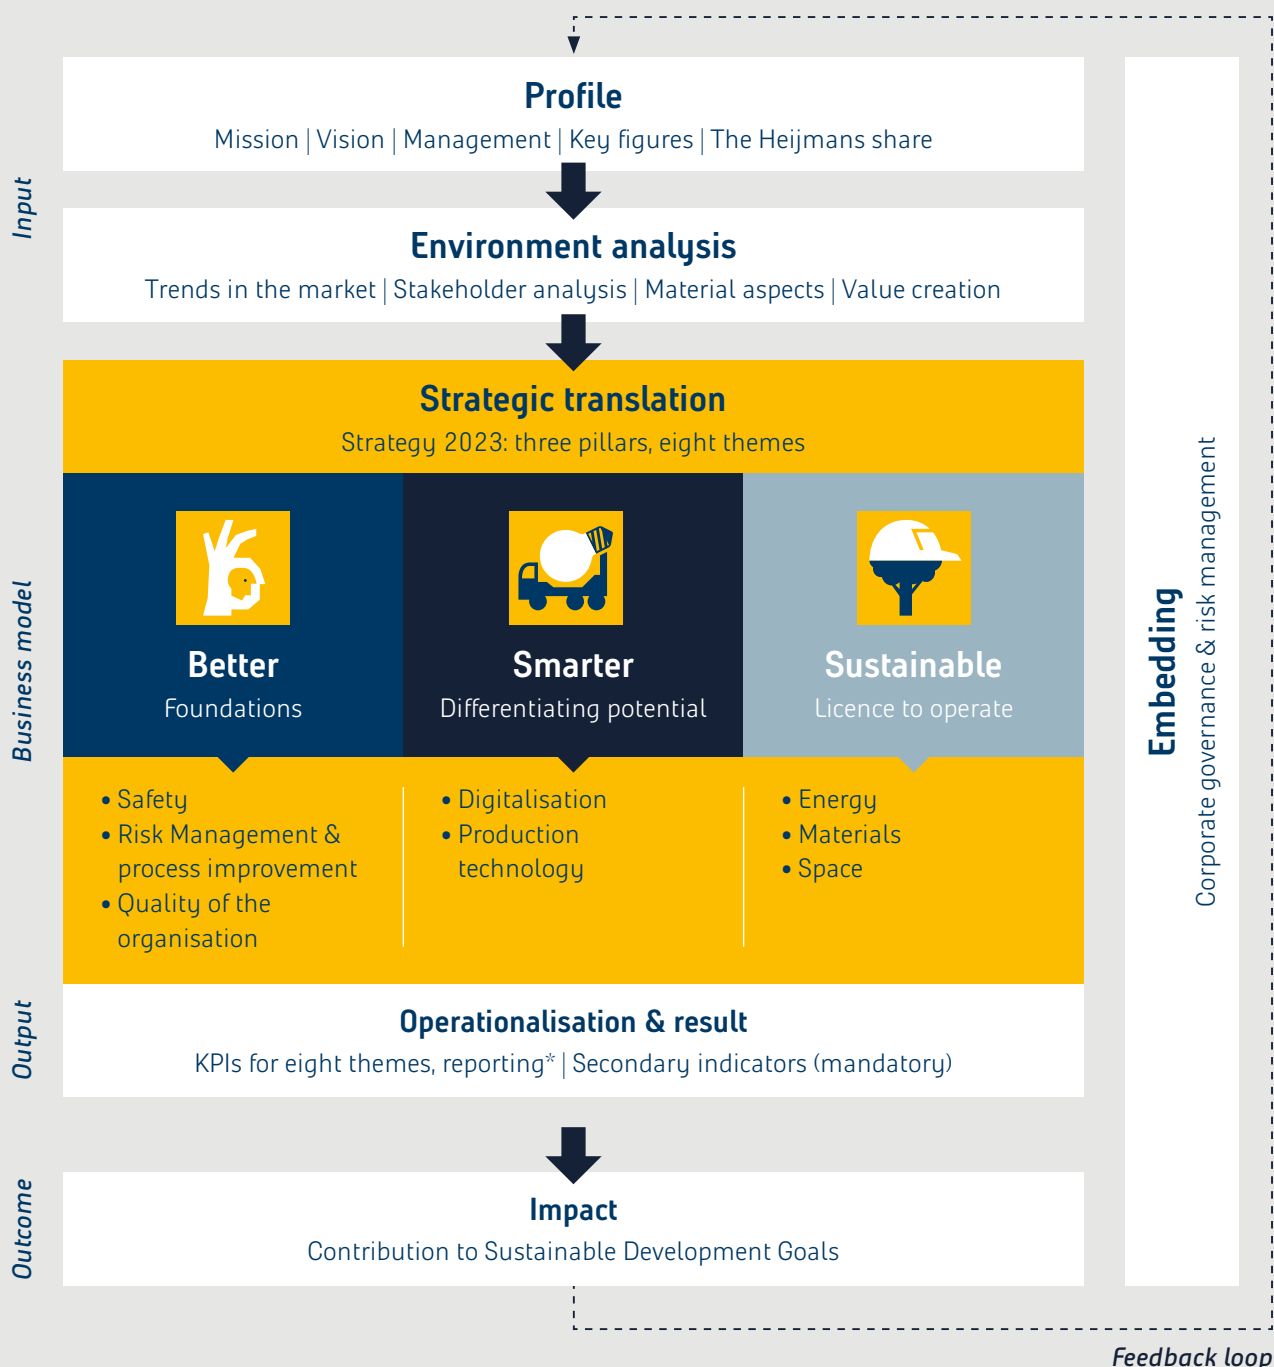 Profile
Mission | Vision | Management | Key figures | The Heijmans share
Input
Environment analysis
Trends in the market | Stakeholder analysis | Material aspects | Value creation
Strategic translation
Strategy 2023: three pillars, eight themes
Business model
Better
Foundations
Smarter
Differentiating potential
Sustainable
Licence to operate
• Safety
• Risk Management &
process improvement
• Quality of the
organisation
• Digitalisation
• Production
technology
• Energy
• Materials
• Space
Output
Operationalisation & result
KPIs for eight themes, reporting* | Secondary indicators (mandatory)
Outcome
Impact
Contribution to Sustainable Development Goals
Embedding
Corporate governance & risk management
Feedback loop